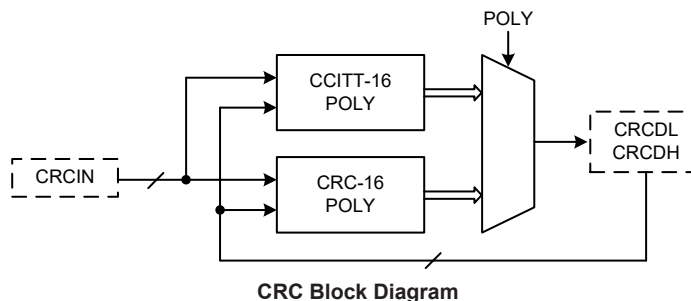 POLY
CCITT-16
POLY
CRCDL
CRCDH
CRCIN
CRC-16
POLY
CRC Block Diagram